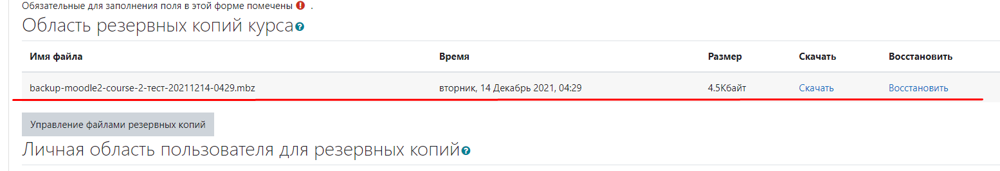 Обязательные для заполнения поля в этой форме помечены .
Область резервных копий курса
Имя файла Время Размер Скачать Восстановить
backup-moodle2-course-2-тест-20211214-0429.mbz вторник, 14 Декабрь 2021, 04:29 4.5Кбайт Скачать Восстановить
Управление файлами резервных копий
Личная область пользователя для резервных копий